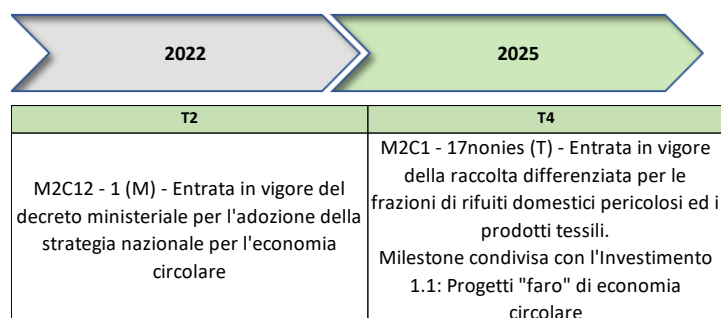 2022
2025
T2
T4
M2C12 - 1 (M) - Entrata in vigore del
decreto ministeriale per l'adozione della
strategia nazionale per l'economia
circolare
M2C1 - 17nonies (T) - Entrata in vigore
della raccolta differenziata per le
frazioni di rifiuti domestici pericolosi ed i
prodotti tessili.
Milestone condivisa con l'Investimento
1.1: Progetti "faro" di economia
circolare